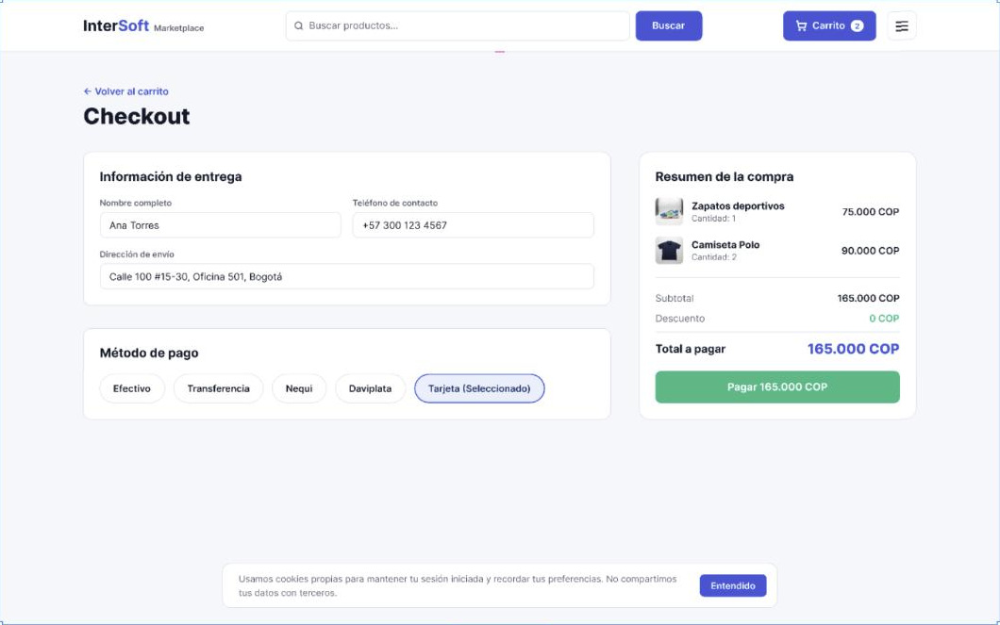 InterSoft Marketplace
Buscar productos...
Buscar
Carrito 2
← Volver al carrito
Checkout
Información de entrega
Nombre completo
Teléfono de contacto
Ana Torres
+57 300 123 4567
Dirección de envío
Calle 100 #15-30, Oficina 501, Bogotá
Método de pago
Efectivo
Transferencia
Nequi
Daviplata
Tarjeta (Seleccionado)
Resumen de la compra
Zapatos deportivos
Cantidad: 1
75.000 COP
Camiseta Polo
Cantidad: 2
90.000 COP
Subtotal 165.000 COP
Descuento 0 COP
Total a pagar 165.000 COP
Pagar 165.000 COP
Usamos cookies propias para mantener tu sesión iniciada y recordar tus preferencias. No compartimos
tus datos con terceros.
Entendido